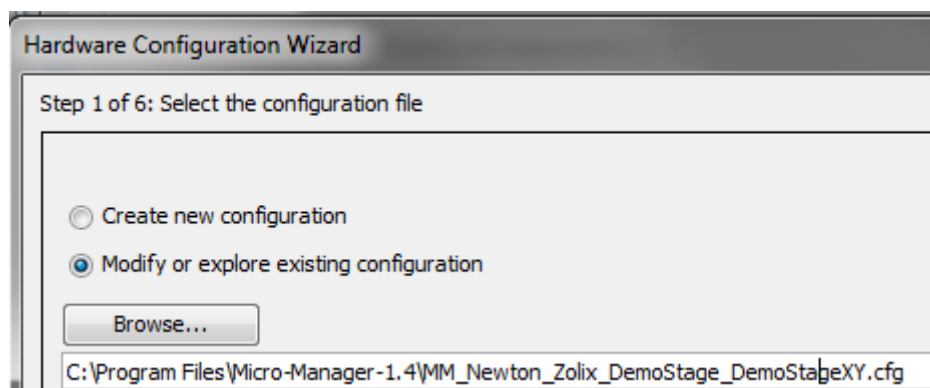 Hardware Configuration Wizard
Step 1 of 6: Select the configuration file
Create new configuration
Modify or explore existing configuration
Browse...
C:\Program Files\Micro-Manager-1.4\MM_Newton_Zolix_DemoStage_DemoStageXY.cfg